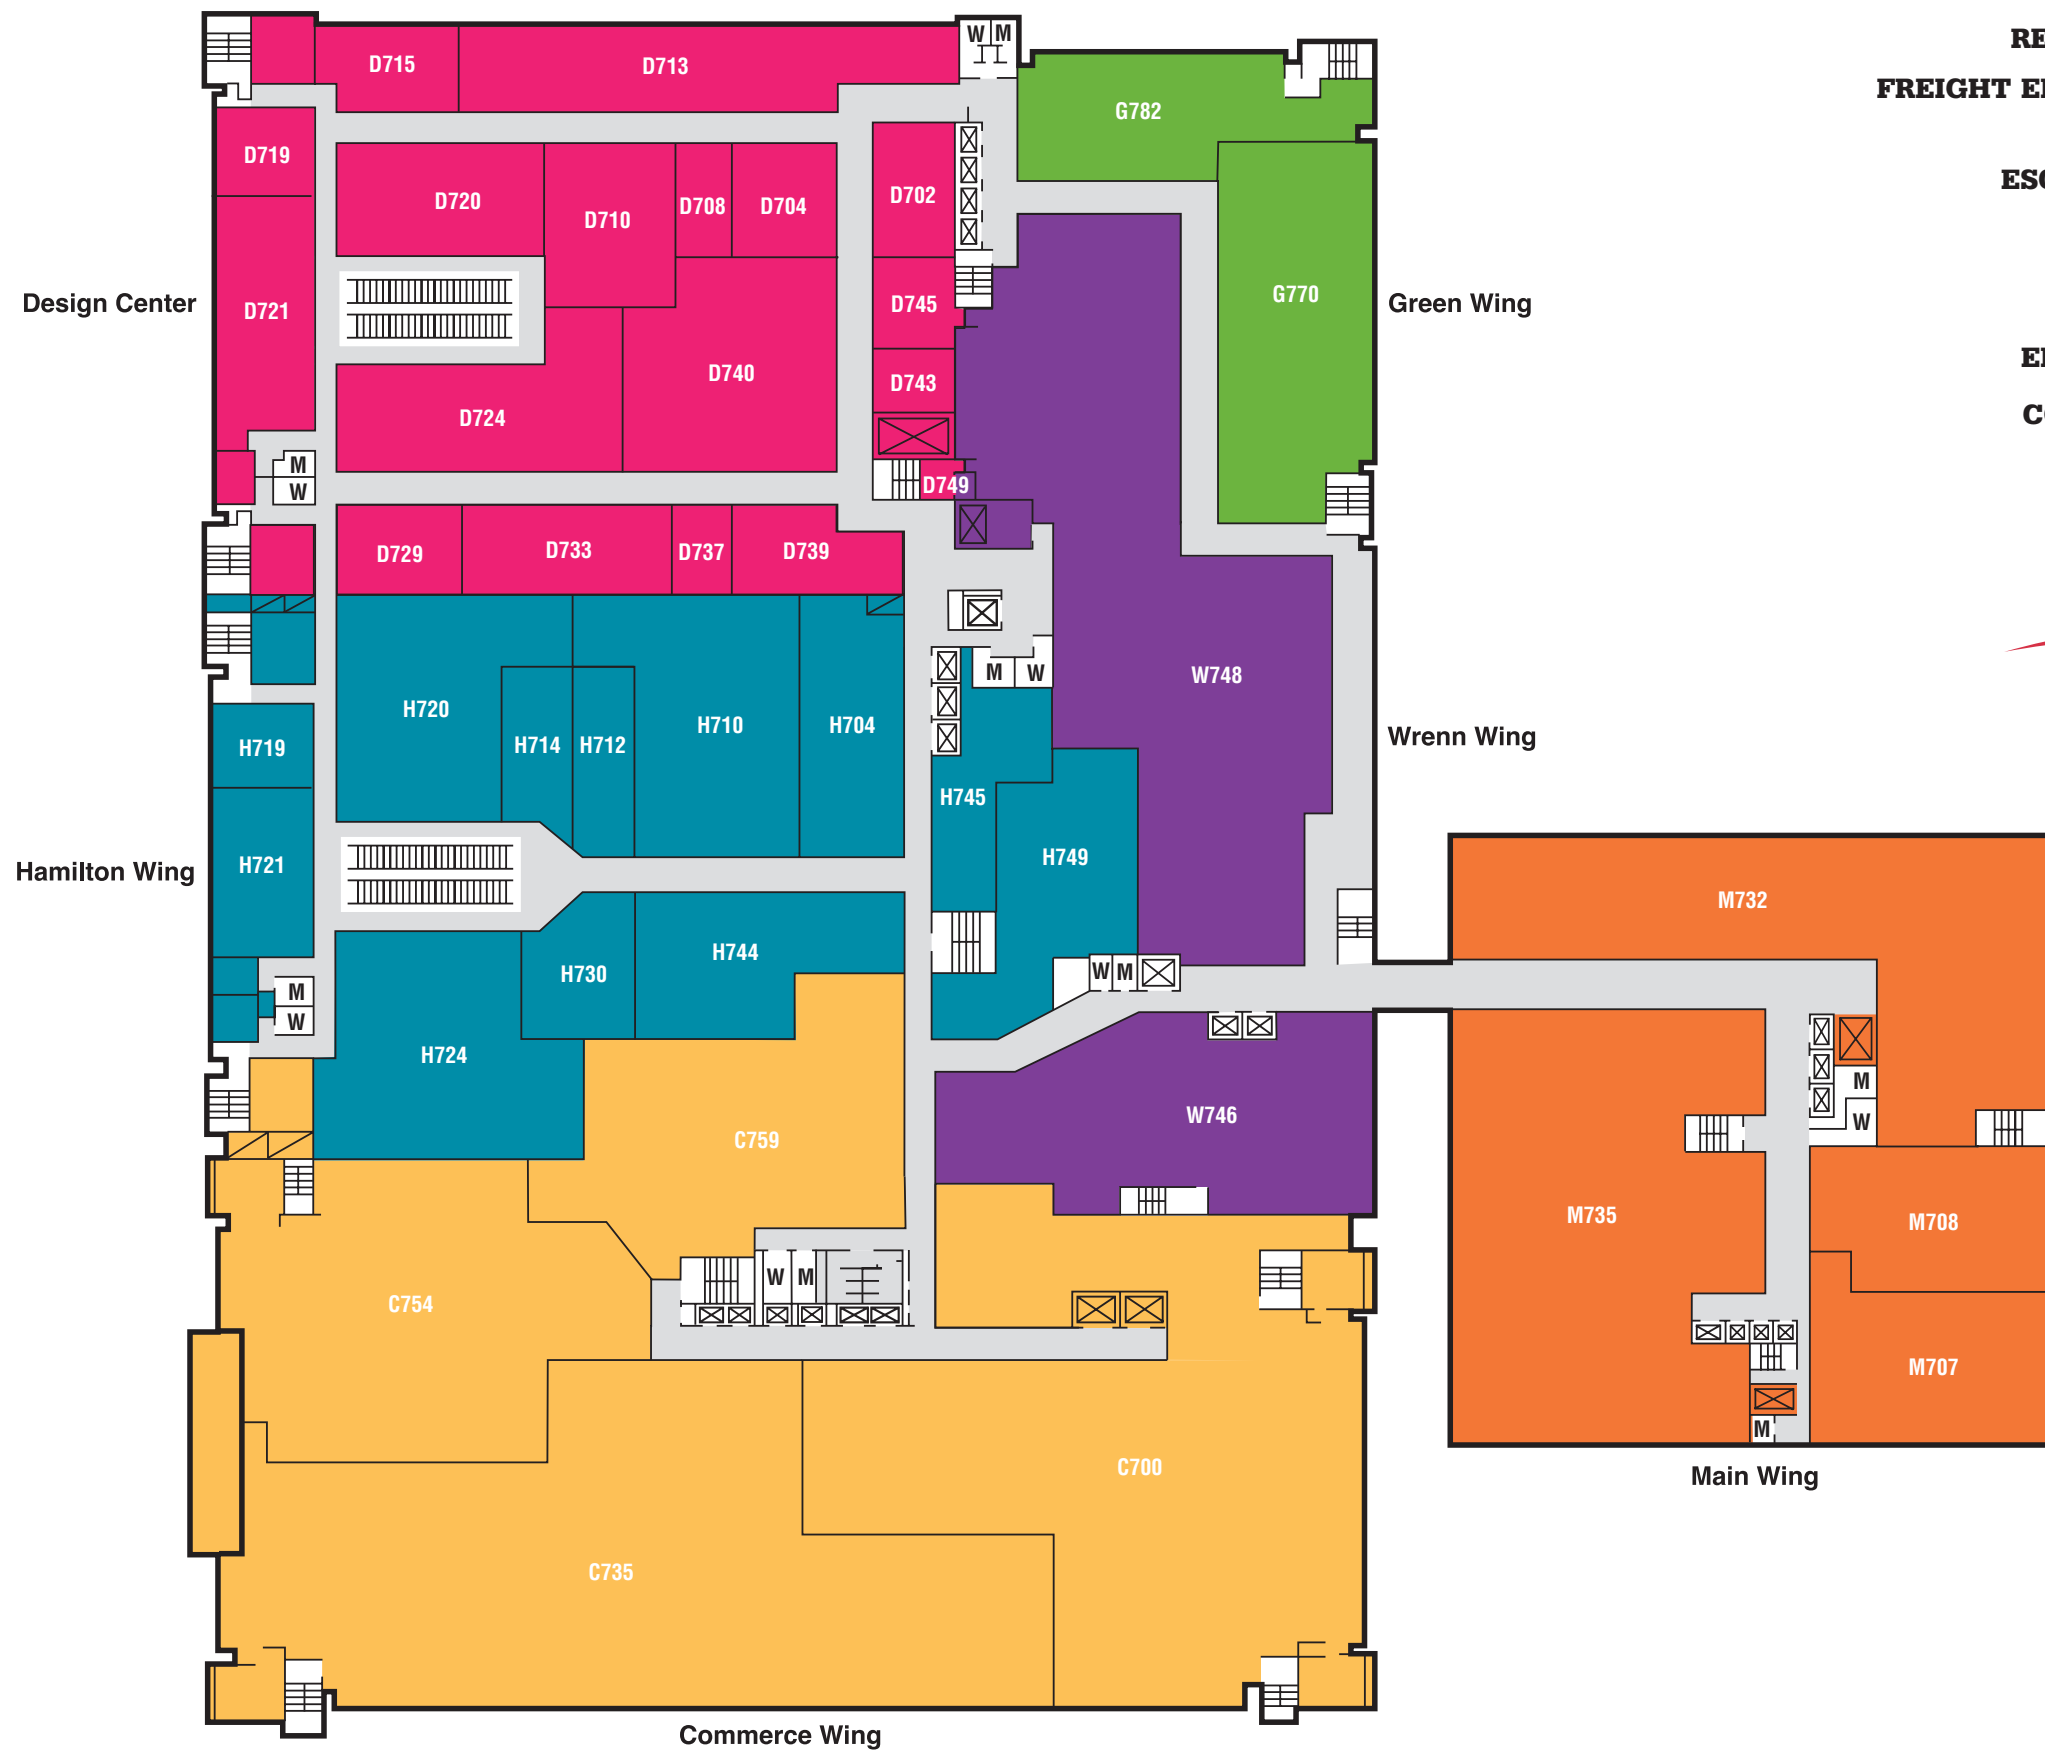 W M
RE
D715
D713
FREIGHT EL
G782
D719
ESC
D720
D710
D708
D704
D702
Design Center
D721
D745
G770
Green Wing
EL
D740
D743
CO
D724
M
W
D749
D729
D733
D737
D739
M
W
W748
H720
H710
H704
Wrenn Wing
H719
H714
H712
H745
Hamilton Wing
H721
H749
M732
H744
H730
W M
M
W
H724
M
W746
W
C759
M735
M708
W M
C754
M707
M
C700
Main Wing
C735
Commerce Wing